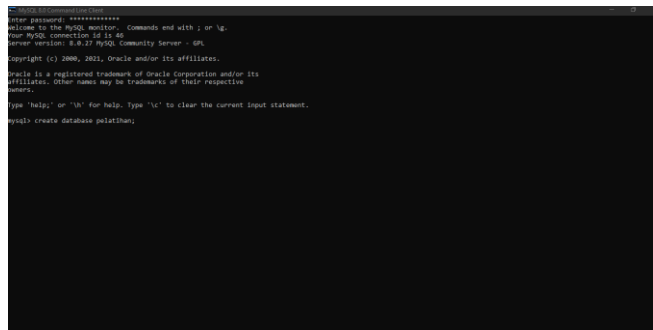 MySQL 8.0 Command Line Client
Enter password: *************
Welcome to the MySQL monitor.  Commands end with ; or \g.
Your MySQL connection id is 46
Server version: 8.0.27 MySQL Community Server - GPL
Copyright (c) 2000, 2021, Oracle and/or its affiliates.
Oracle is a registered trademark of Oracle Corporation and/or its
affiliates. Other names may be trademarks of their respective
owners.
Type 'help;' or '\h' for help. Type '\c' to clear the current input statement.
mysql> create database pelatihan;